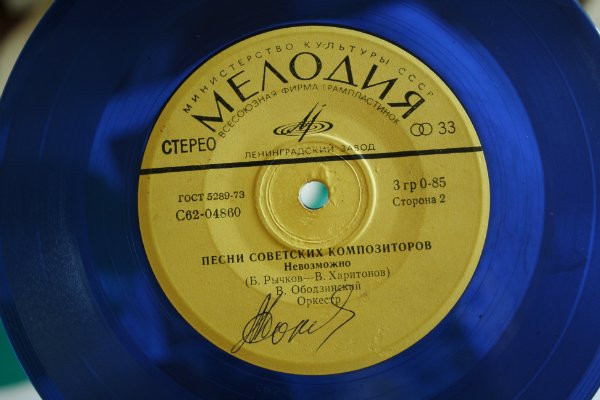 МИНИСТЕРСТВО КУЛЬТУРЫ СССР
МЕЛОДИЯ
ВСЕСОЮЗНАЯ ФИРМА ГРАМПЛАСТИНОК
СТЕРЕО
33
ЛЕНИНГРАДСКИЙ ЗАВОД
ГОСТ 5289-73
3 гр 0-85
С62-04860
Сторона 2
ПЕСНИ СОВЕТСКИХ КОМПОЗИТОРОВ
Невозможно
(Б. Рычков—В. Харитонов)
В. Ободзинский
Оркестр